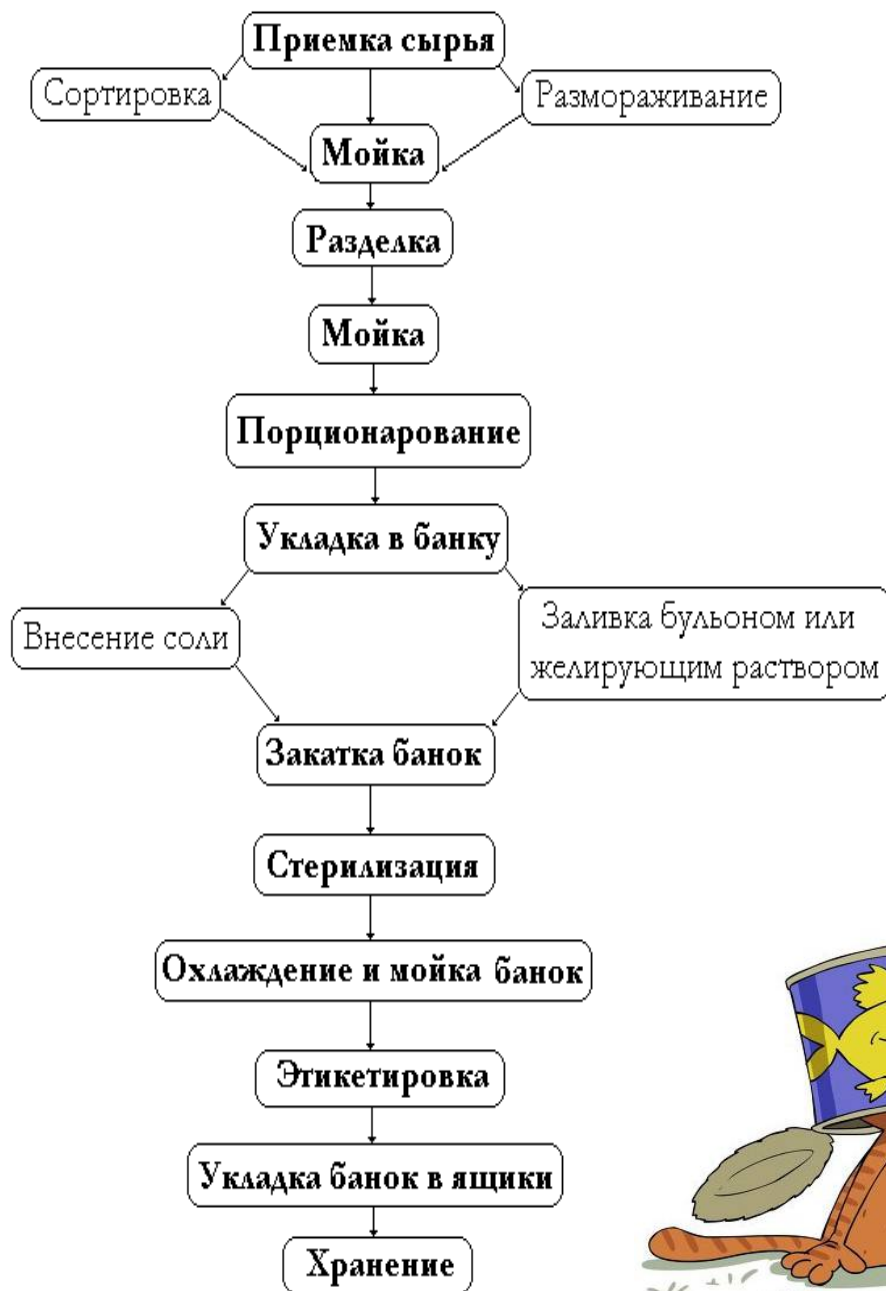 Приемка сырья
Сортировка
Размораживание
Мойка
Разделка
Мойка
Порционарование
Укладка в банку
Внесение соли
Заливка бульоном или
желирующим раствором
Закатка банок
Стерилизация
Охлаждение и мойка банок
Этикетировка
Укладка банок в ящики
Хранение